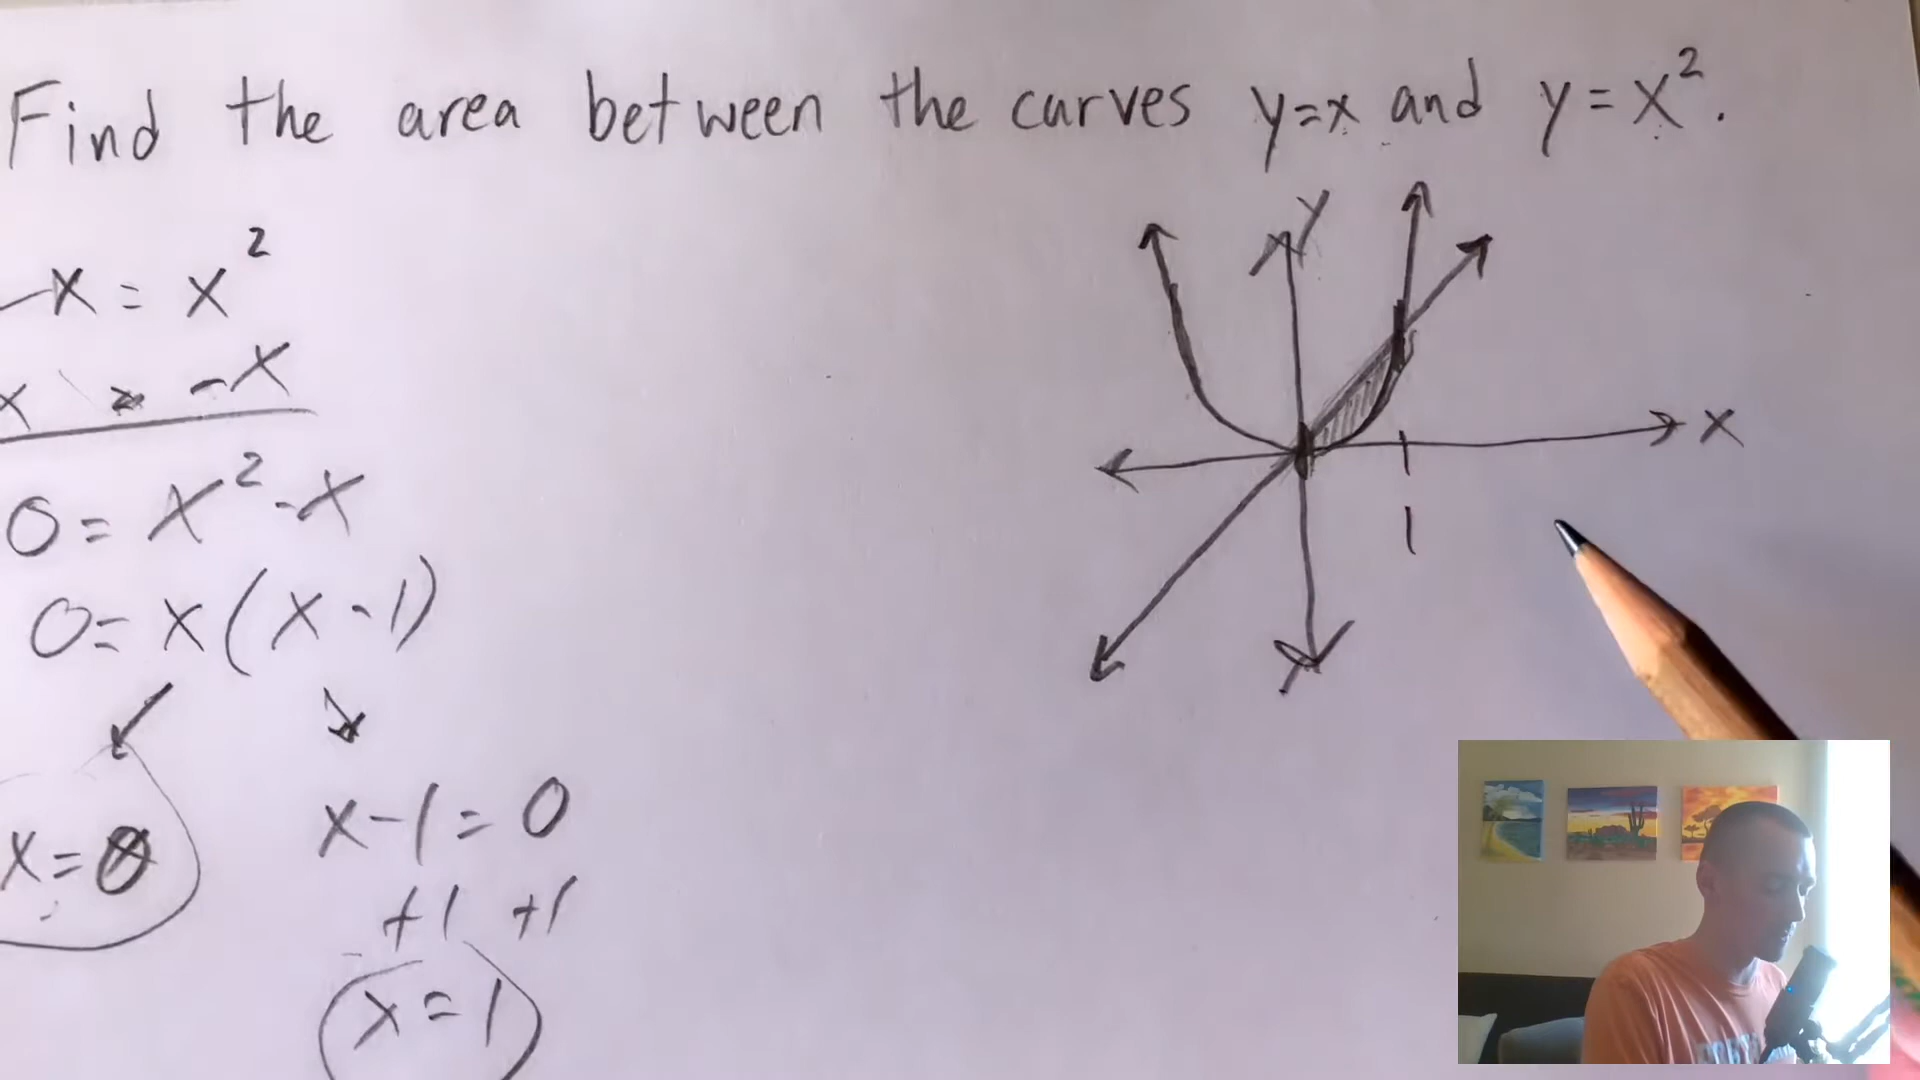 Find the area between the curves y=x and y=x².
-x = x²
x -x
0=x²-x
0=x(x-1)
x=0
x-1=0
+1 +1
x=1
y
x
1